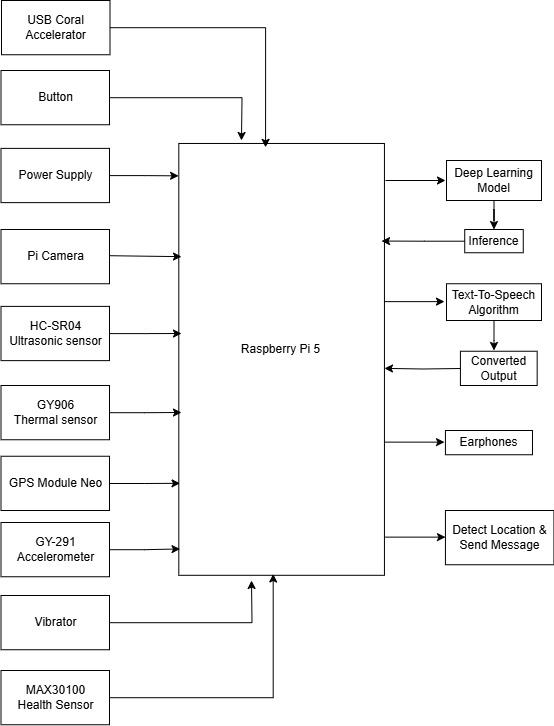 USB Coral
Accelerator
Button
Power Supply
Pi Camera
HC-SR04
Ultrasonic sensor
GY906
Thermal sensor
GPS Module Neo
GY-291
Accelerometer
Vibrator
MAX30100
Health Sensor
Raspberry Pi 5
Deep Learning
Model
Inference
Text-To-Speech
Algorithm
Converted
Output
Earphones
Detect Location &
Send Message